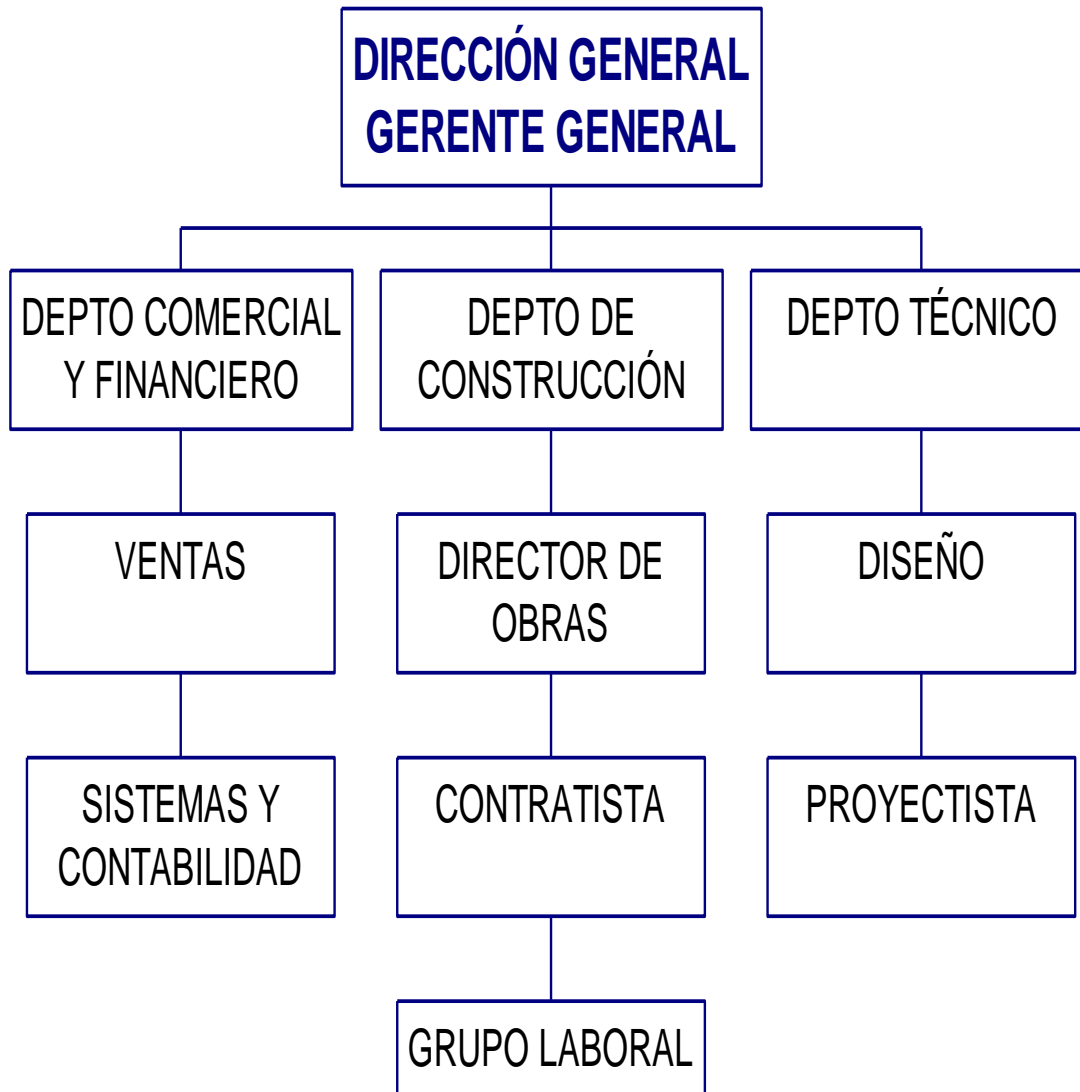 DIRECCIÓN GENERAL
GERENTE GENERAL
DEPTO COMERCIAL
Y FINANCIERO
DEPTO DE
CONSTRUCCIÓN
DEPTO TÉCNICO
VENTAS
DIRECTOR DE
OBRAS
DISEÑO
SISTEMAS Y
CONTABILIDAD
CONTRATISTA
PROYECTISTA
GRUPO LABORAL